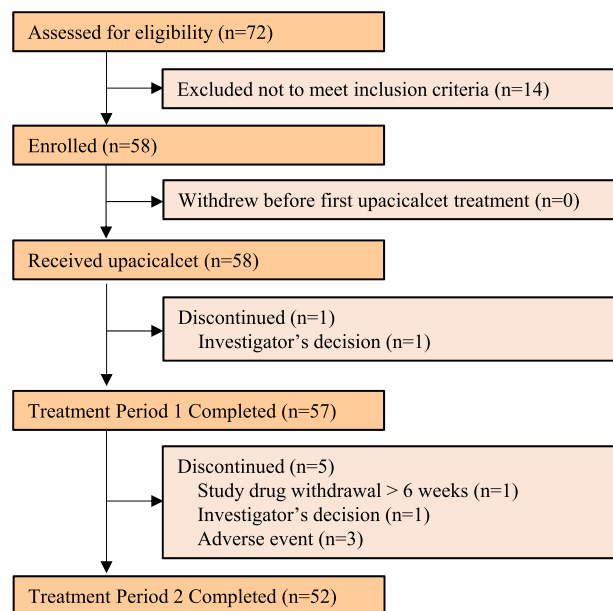 Assessed for eligibility (n=72)
Excluded not to meet inclusion criteria (n=14)
Enrolled (n=58)
Withdrew before first upacicalcet treatment (n=0)
Received upacicalcet (n=58)
Discontinued (n=1)
Investigator’s decision (n=1)
Treatment Period 1 Completed (n=57)
Discontinued (n=5)
Study drug withdrawal > 6 weeks (n=1)
Investigator’s decision (n=1)
Adverse event (n=3)
Treatment Period 2 Completed (n=52)